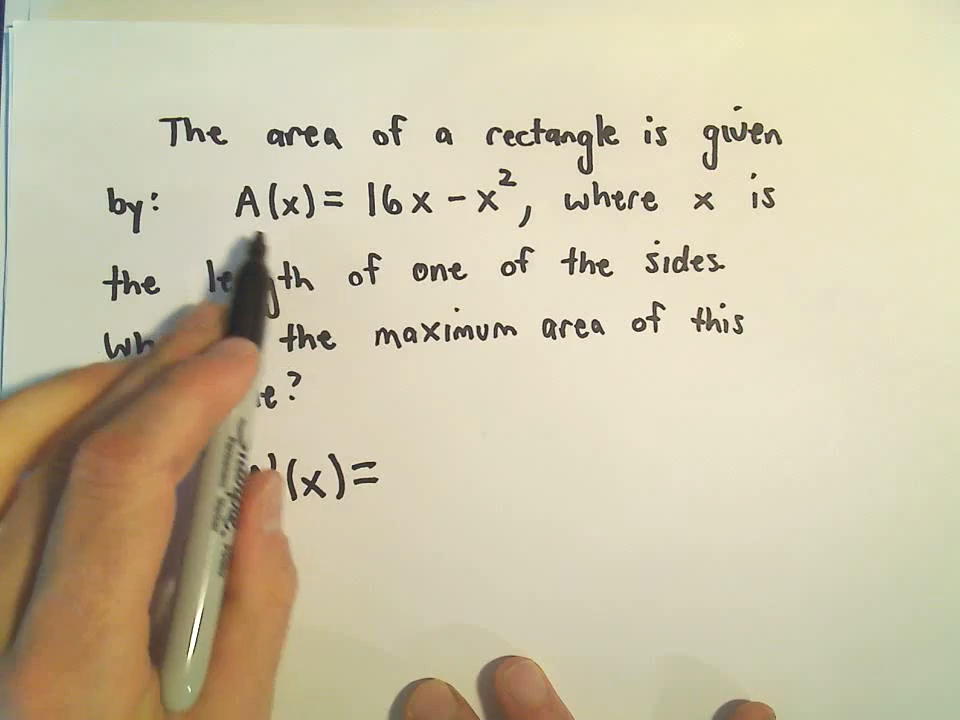 The area of a rectangle is given
by: A(x) = 16x - x², where x is
the length of one of the sides.
the maximum area of this
(x) =